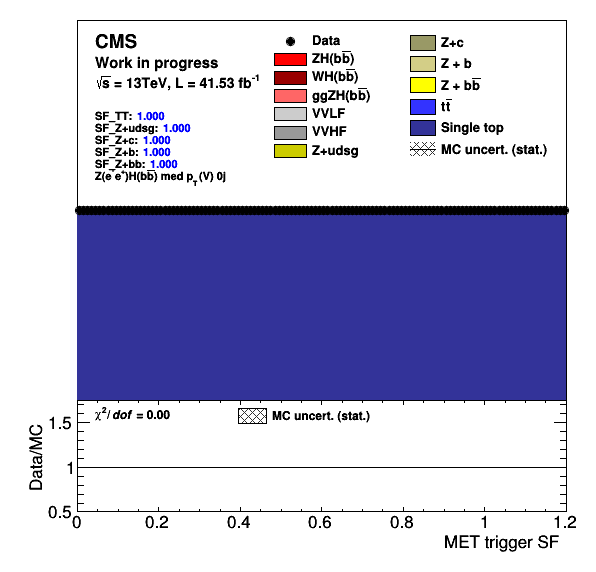 CMS
Work in progress
√s = 13TeV, L = 41.53 fb⁻¹
SF_TT: 1.000
SF_Z+udsg: 1.000
SF_Z+c: 1.000
SF_Z+b: 1.000
SF_Z+bb: 1.000
Z(e⁻e⁺)H(bb̅) med p_T(V) 0j
Data
ZH(bb̅)
WH(bb̅)
ggZH(bb̅)
VVLF
VVHF
Z+udsg
Z+c
Z + b
Z + bb̅
tt̅
Single top
MC uncert. (stat.)
χ²/dof = 0.00
MC uncert. (stat.)
Data/MC
1.5
1
0.5
0 0.2 0.4 0.6 0.8 1 1.2
MET trigger SF